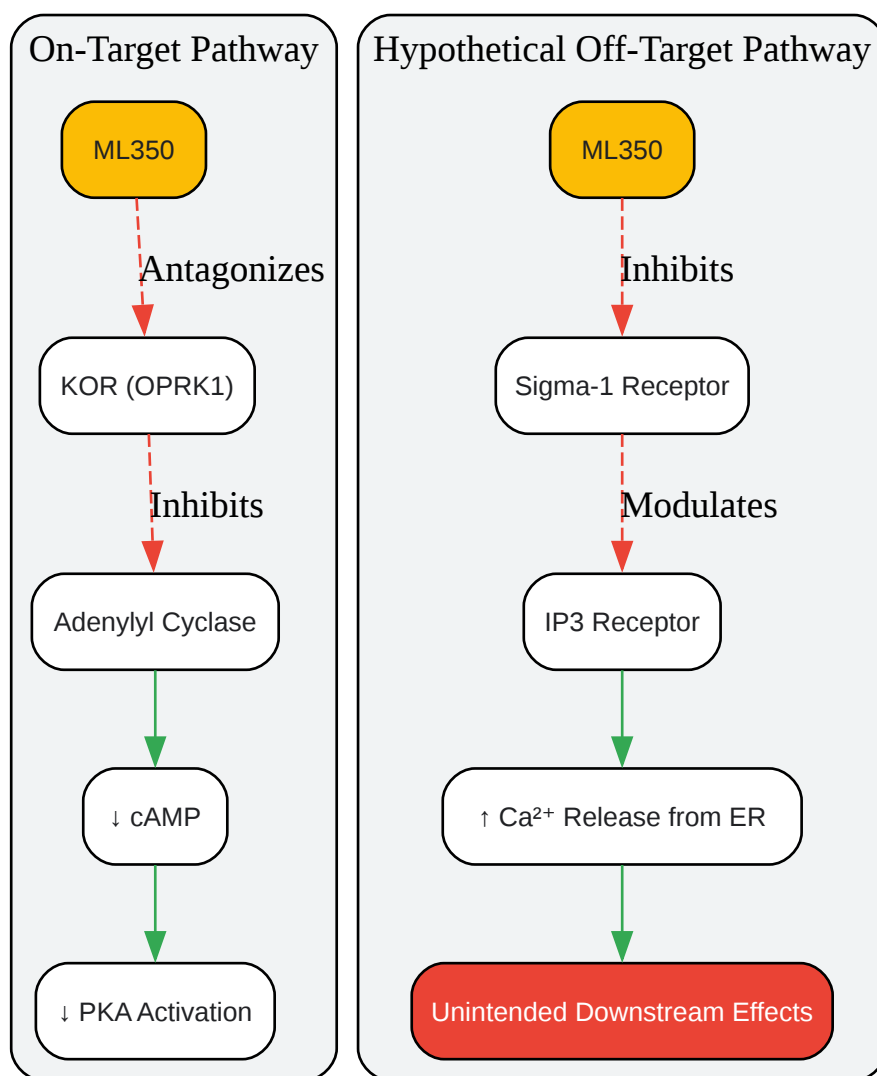 On-Target Pathway
ML350
Antagonizes
KOR (OPRK1)
Inhibits
Adenylyl Cyclase
↓ cAMP
↓ PKA Activation
Hypothetical Off-Target Pathway
ML350
Inhibits
Sigma-1 Receptor
Modulates
IP3 Receptor
↑ Ca²⁺ Release from ER
Unintended Downstream Effects